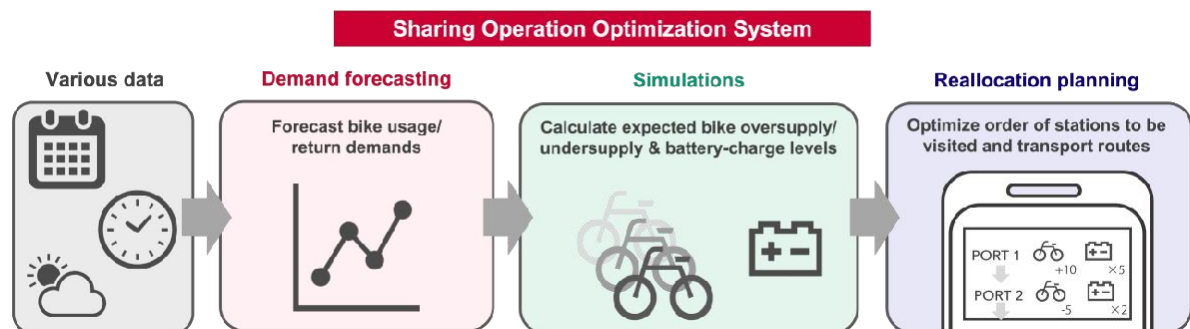 Sharing Operation Optimization System
Various data
Demand forecasting
Simulations
Reallocation planning
Forecast bike usage/
return demands
Calculate expected bike oversupply/
undersupply & battery-charge levels
Optimize order of stations to be
visited and transport routes
PORT 1
+10
×5
PORT 2
-5
×2